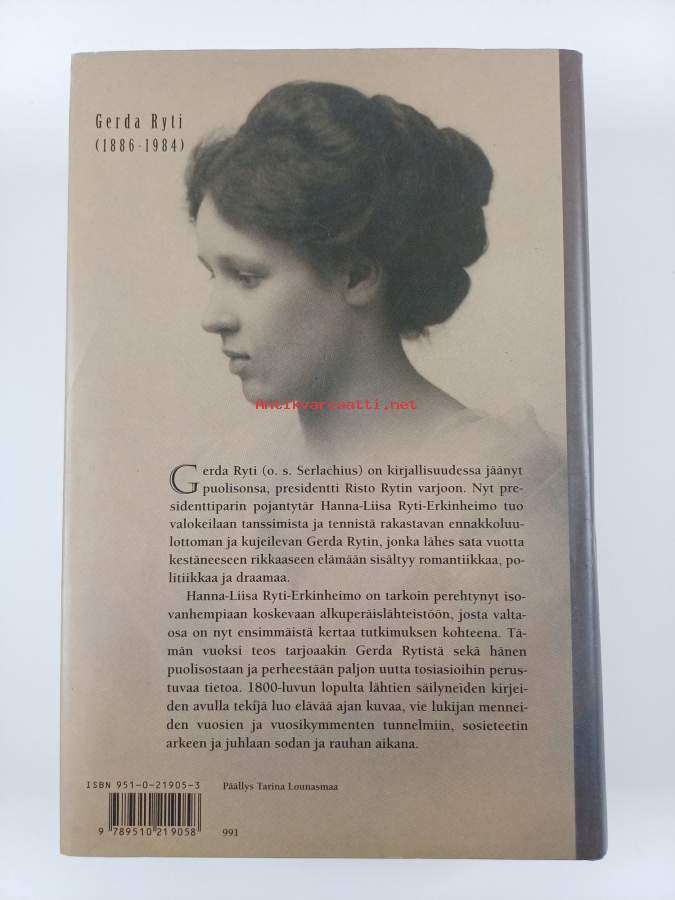 Gerda Ryti
(1886-1984)
Antikvariaatti.net
Gerda Ryti (o. s. Serlachius) on kirjallisuudessa jäänyt
puolisonsa, presidentti Risto Rytin varjoon. Nyt pre-
sidenttiparin pojantytär Hanna-Liisa Ryti-Erkinheimo tuo
valokeilaan tanssimista ja tennistä rakastavan ennakkoluu-
lottoman ja kujeilevan Gerda Rytin, jonka lähes sata vuotta
kestäneeseen rikkaaseen elämään sisältyy romantiikkaa, po-
litiikkaa ja draamaa.
Hanna-Liisa Ryti-Erkinheimo on tarkoin perehtynyt iso-
vanhempiaan koskevaan alkuperäislähteistöön, josta valta-
osa on nyt ensimmäistä kertaa tutkimuksen kohteena. Tä-
män vuoksi teos tarjoaakin Gerda Rytistä sekä hänen
puolisostaan ja perheestään paljon uutta tosiasioihin perus-
tuvaa tietoa. 1800-luvun lopulta lähtien säilyneiden kirjei-
den avulla tekijä luo elävää ajan kuvaa, vie lukijan mennei-
den vuosien ja vuosikymmenten tunnelmiin, sosieteetin
arkeen ja juhlaan sodan ja rauhan aikana.
ISBN 951-0-21905-3
Päällys Tarina Lounasmaa
9 789510 219058
991